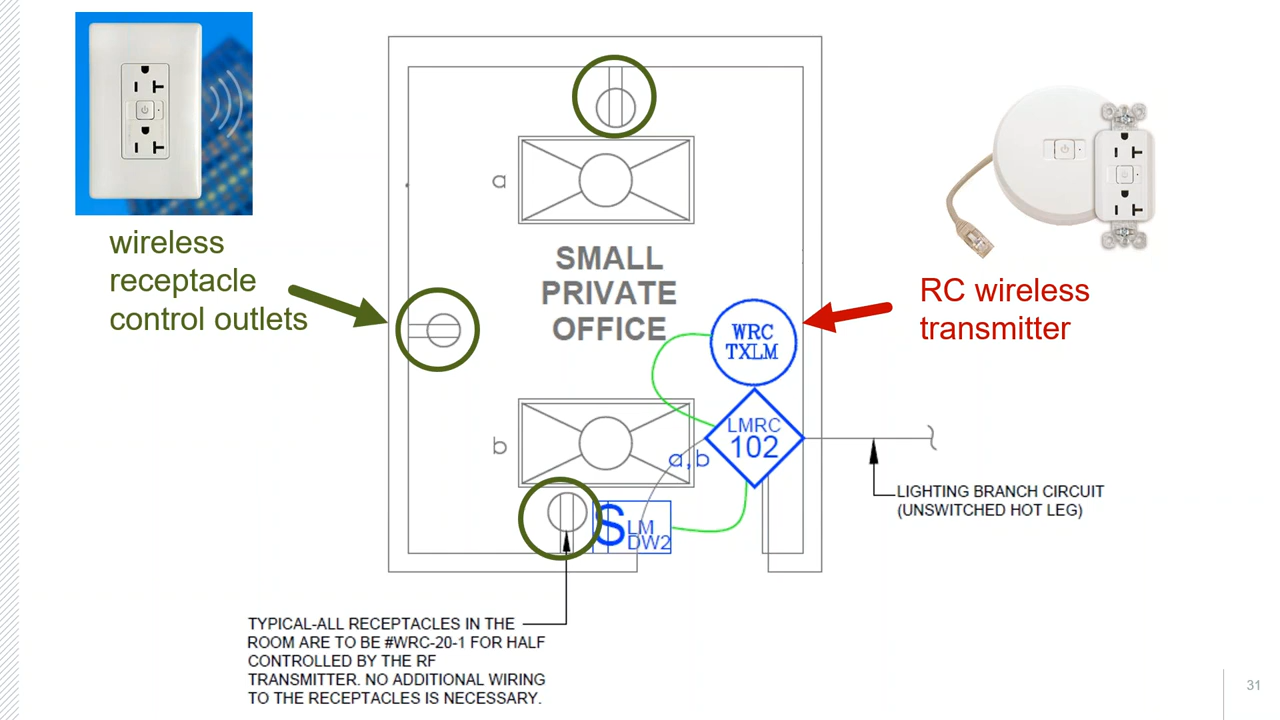 wireless
receptacle
control outlets
a
SMALL
PRIVATE
OFFICE
WRC
TXLM
RC wireless
transmitter
LMRC
102
b
a,b
S LM
DW2
LIGHTING BRANCH CIRCUIT
(UNSWITCHED HOT LEG)
TYPICAL-ALL RECEPTACLES IN THE
ROOM ARE TO BE #WRC-20-1 FOR HALF
CONTROLLED BY THE RF
TRANSMITTER. NO ADDITIONAL WIRING
TO THE RECEPTACLES IS NECESSARY.
31